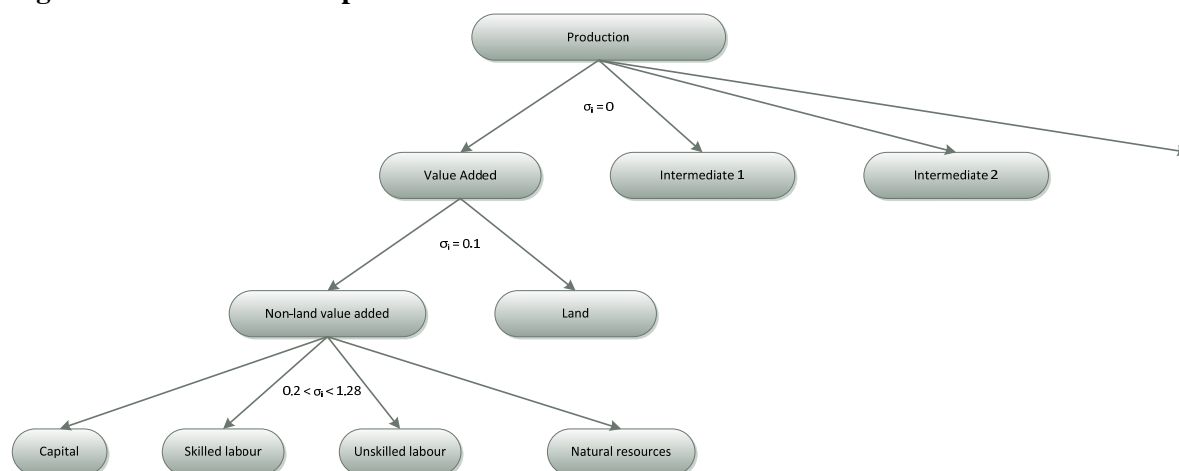 Production
σi = 0
Value Added
Intermediate 1
Intermediate 2
σi = 0.1
Non-land value added
Land
0.2 < σi < 1.28
Capital
Skilled labour
Unskilled labour
Natural resources